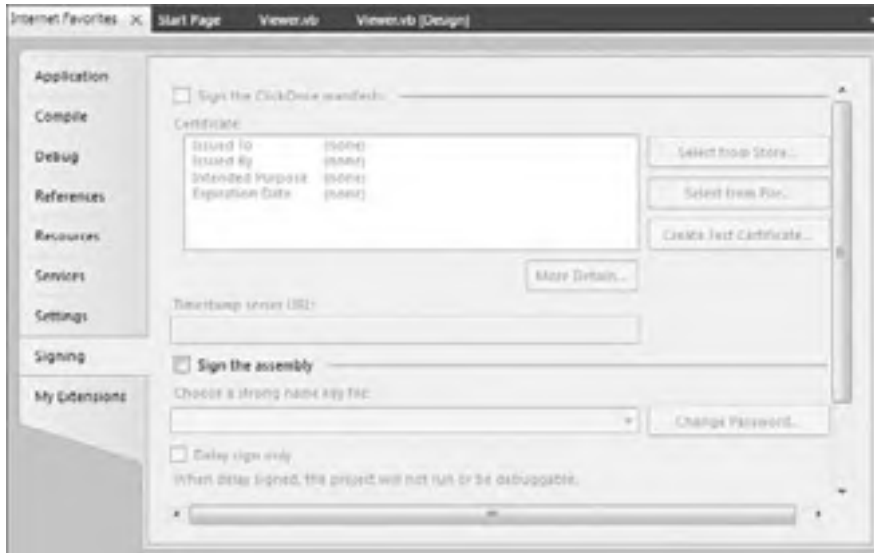 Internet Favorites
Start Page
Viewer.vb
Viewer.vb [Design]
Application
Compile
Debug
References
Resources
Services
Settings
Signing
My Extensions
Sign the ClickOnce manifests
Certificate:
Issued To (none)
Issued By (none)
Intended Purpose (none)
Expiration Date (none)
Select from Store...
Select from File...
Create Test Certificate...
More Details...
Timestamp server URL:
Sign the assembly
Choose a strong name key file:
Change Password...
Delay sign only
When delay signed, the project will not run or be debuggable.